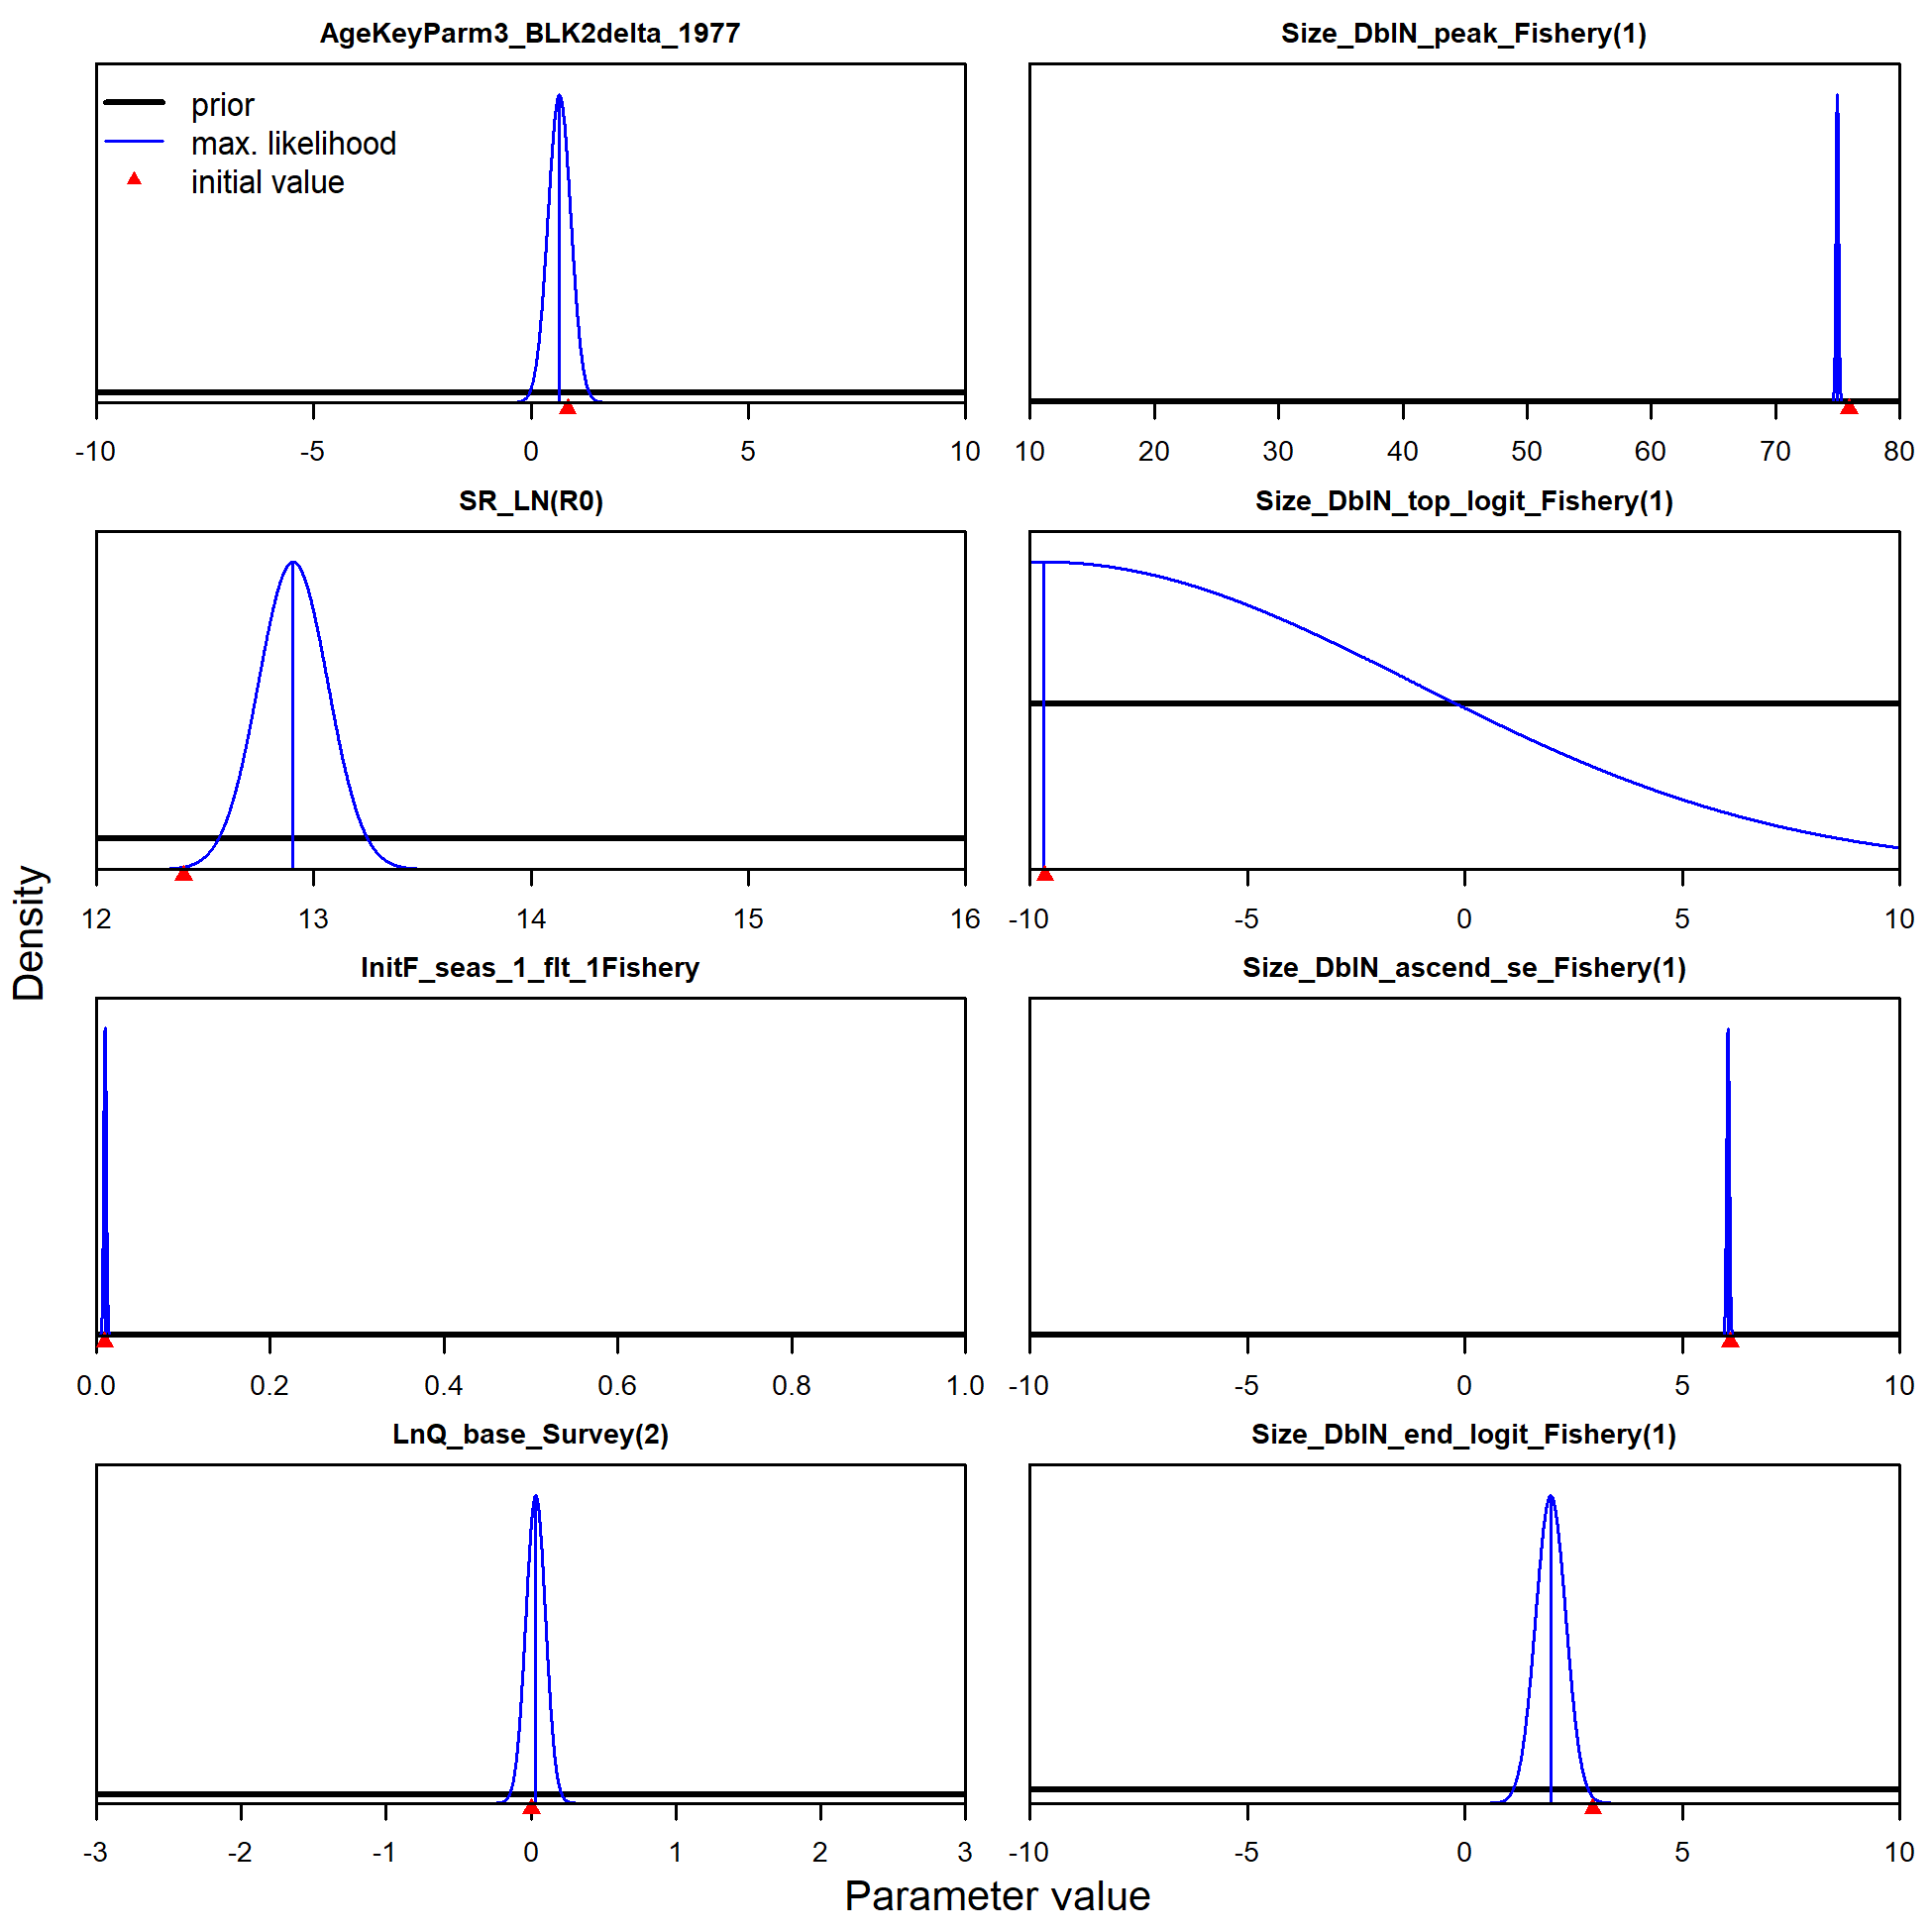 AgeKeyParm3_BLK2delta_1977
prior
max. likelihood
initial value
-10 -5 0 5 10
Size_DblN_peak_Fishery(1)
10 20 30 40 50 60 70 80
SR_LN(R0)
12 13 14 15 16
Size_DblN_top_logit_Fishery(1)
-10 -5 0 5 10
InitF_seas_1_flt_1Fishery
0.0 0.2 0.4 0.6 0.8 1.0
Size_DblN_ascend_se_Fishery(1)
-10 -5 0 5 10
LnQ_base_Survey(2)
-3 -2 -1 0 1 2 3
Size_DblN_end_logit_Fishery(1)
-10 -5 0 5 10
Density
Parameter value